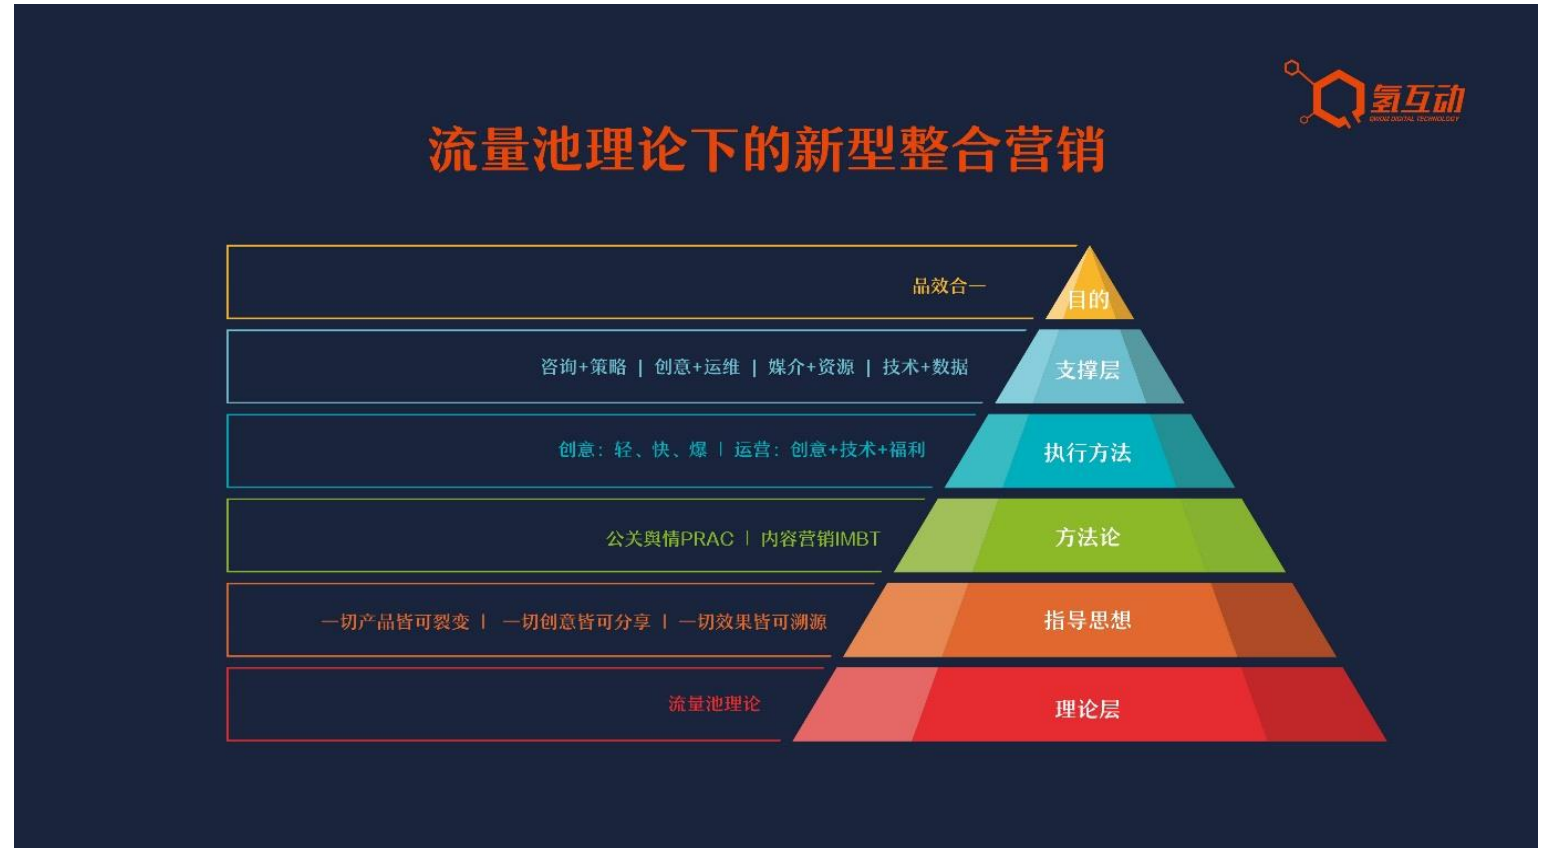 氢互动
QINGHZ DIGITAL TECHNOLOGY
流量池理论下的新型整合营销
品效合一
目的
咨询+策略 | 创意+运维 | 媒介+资源 | 技术+数据
支撑层
创意：轻、快、爆 | 运营：创意+技术+福利
执行方法
公关舆情PRAC | 内容营销IMBT
方法论
一切产品皆可裂变 | 一切创意皆可分享 | 一切效果皆可溯源
指导思想
流量池理论
理论层